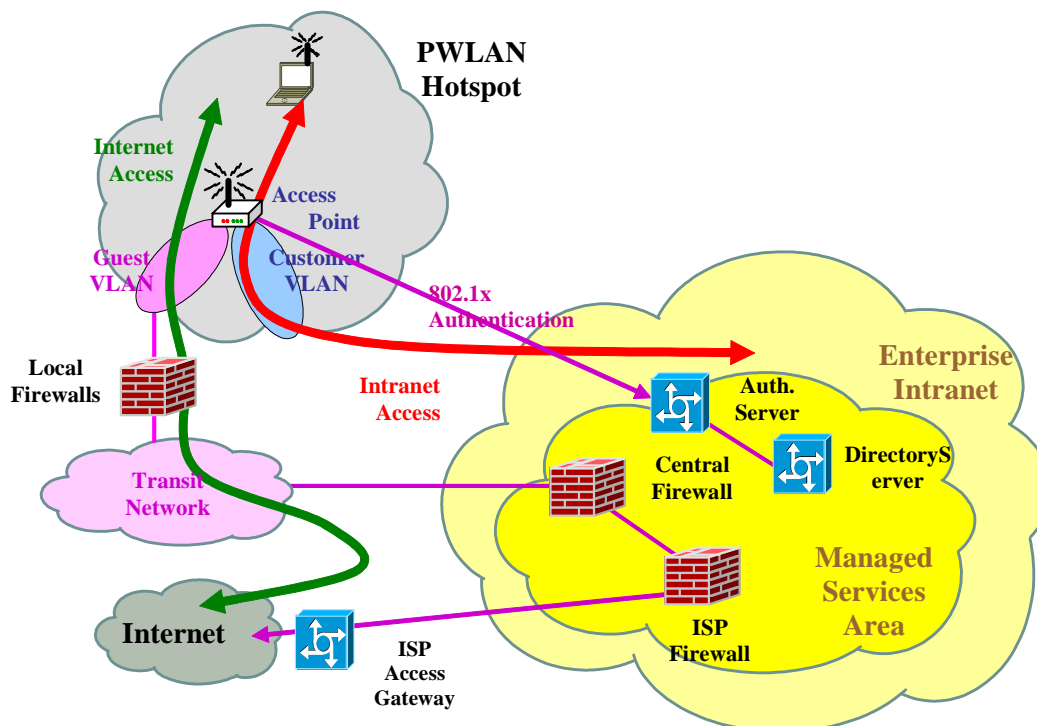 PWLAN
Hotspot
Internet
Access
Access
Point
Guest
VLAN
Customer
VLAN
802.1x
Authentication
Local
Firewalls
Intranet
Access
Enterprise
Intranet
Auth.
Server
DirectoryS
erver
Central
Firewall
Transit
Network
Managed
Services
Area
ISP
Firewall
Internet
ISP
Access
Gateway